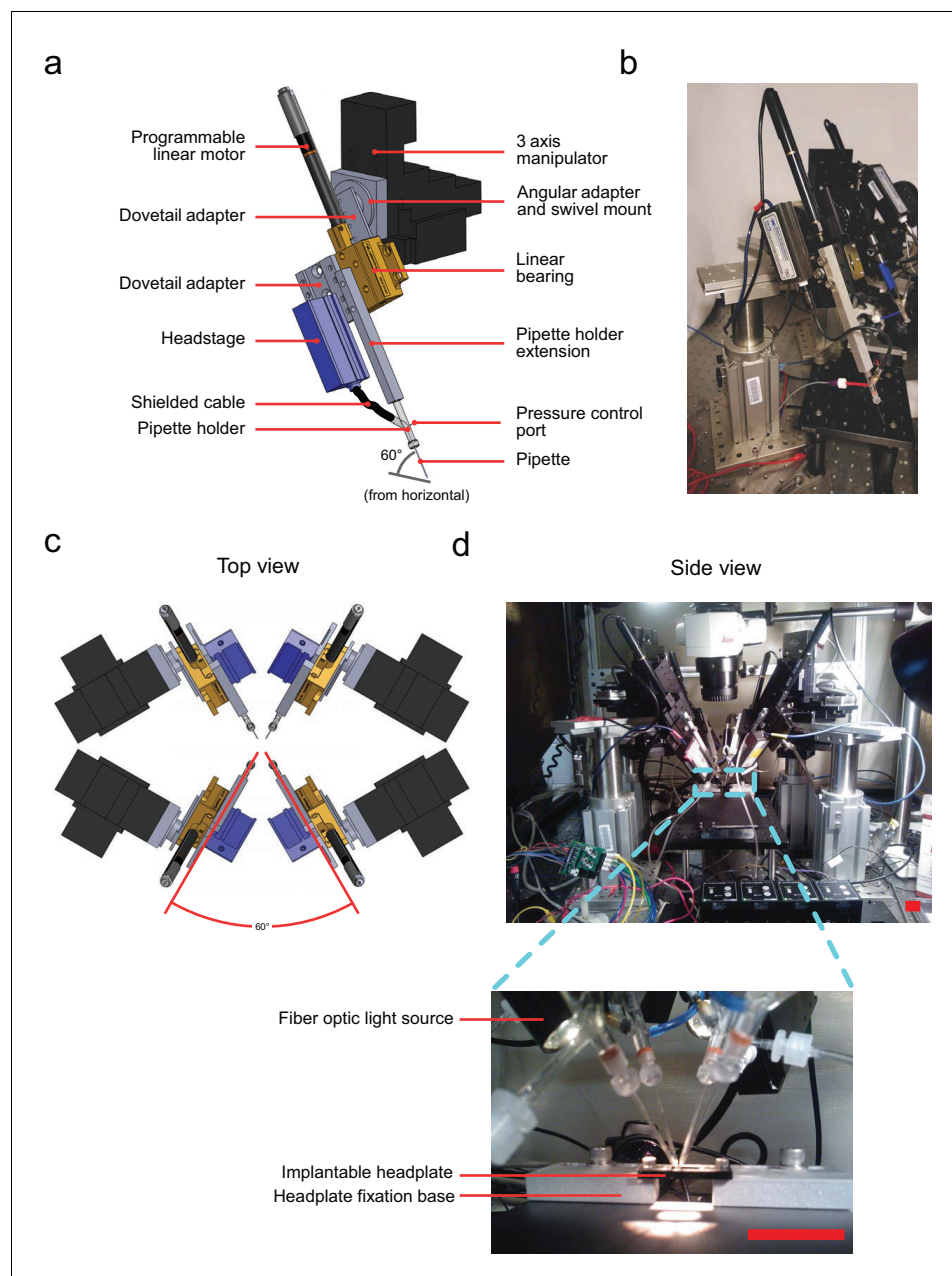 a
Programmable
linear motor
Dovetail adapter
Dovetail adapter
Headstage
Shielded cable
Pipette holder
60°
(from horizontal)
3 axis
manipulator
Angular adapter
and swivel mount
Linear
bearing
Pipette holder
extension
Pressure control
port
Pipette
b
c
Top view
60°
d
Side view
Fiber optic light source
Implantable headplate
Headplate fixation base